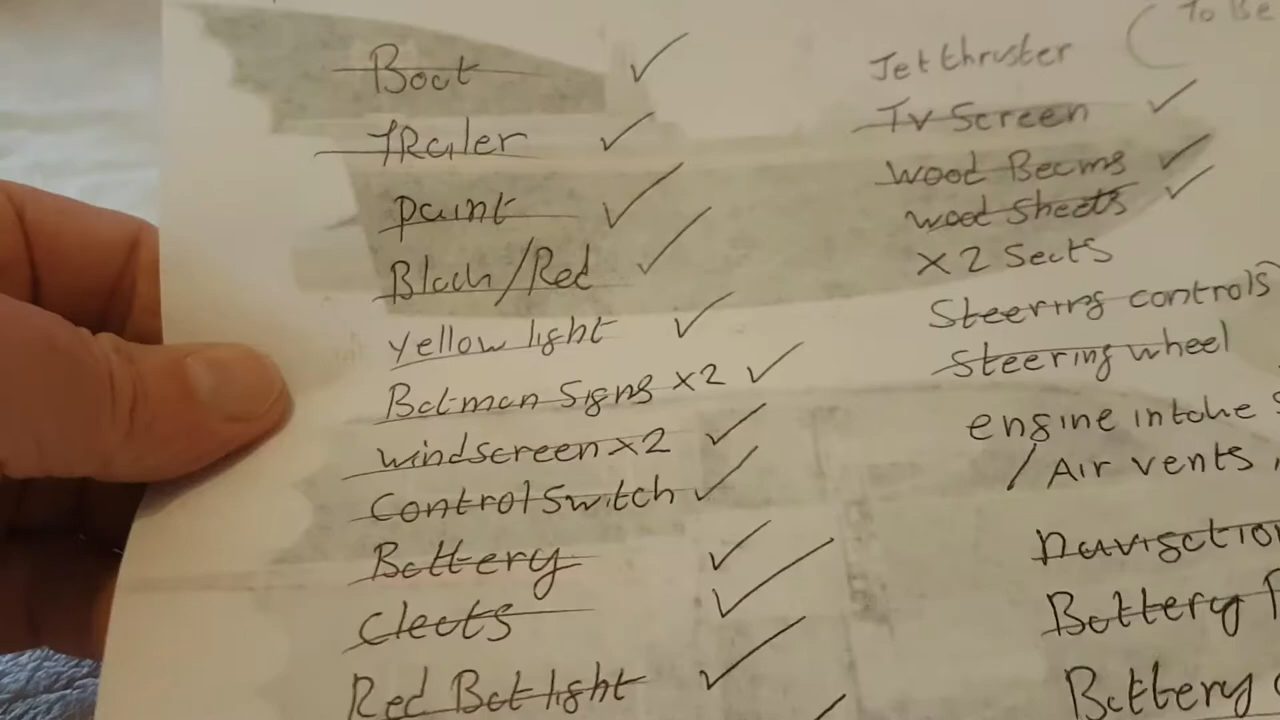 Boat
TRailer
paint
Black/Red
yellow light
Batman Signs x2
windscreen x2
Control Switch
Battery
Cleats
Red Bat light
To Be
Jet thruster
TV Screen
Wood Beams
Wood Sheets
x2 Seats
Steering controls
Steering wheel
engine intake
/ Air vents
Battery
Battery